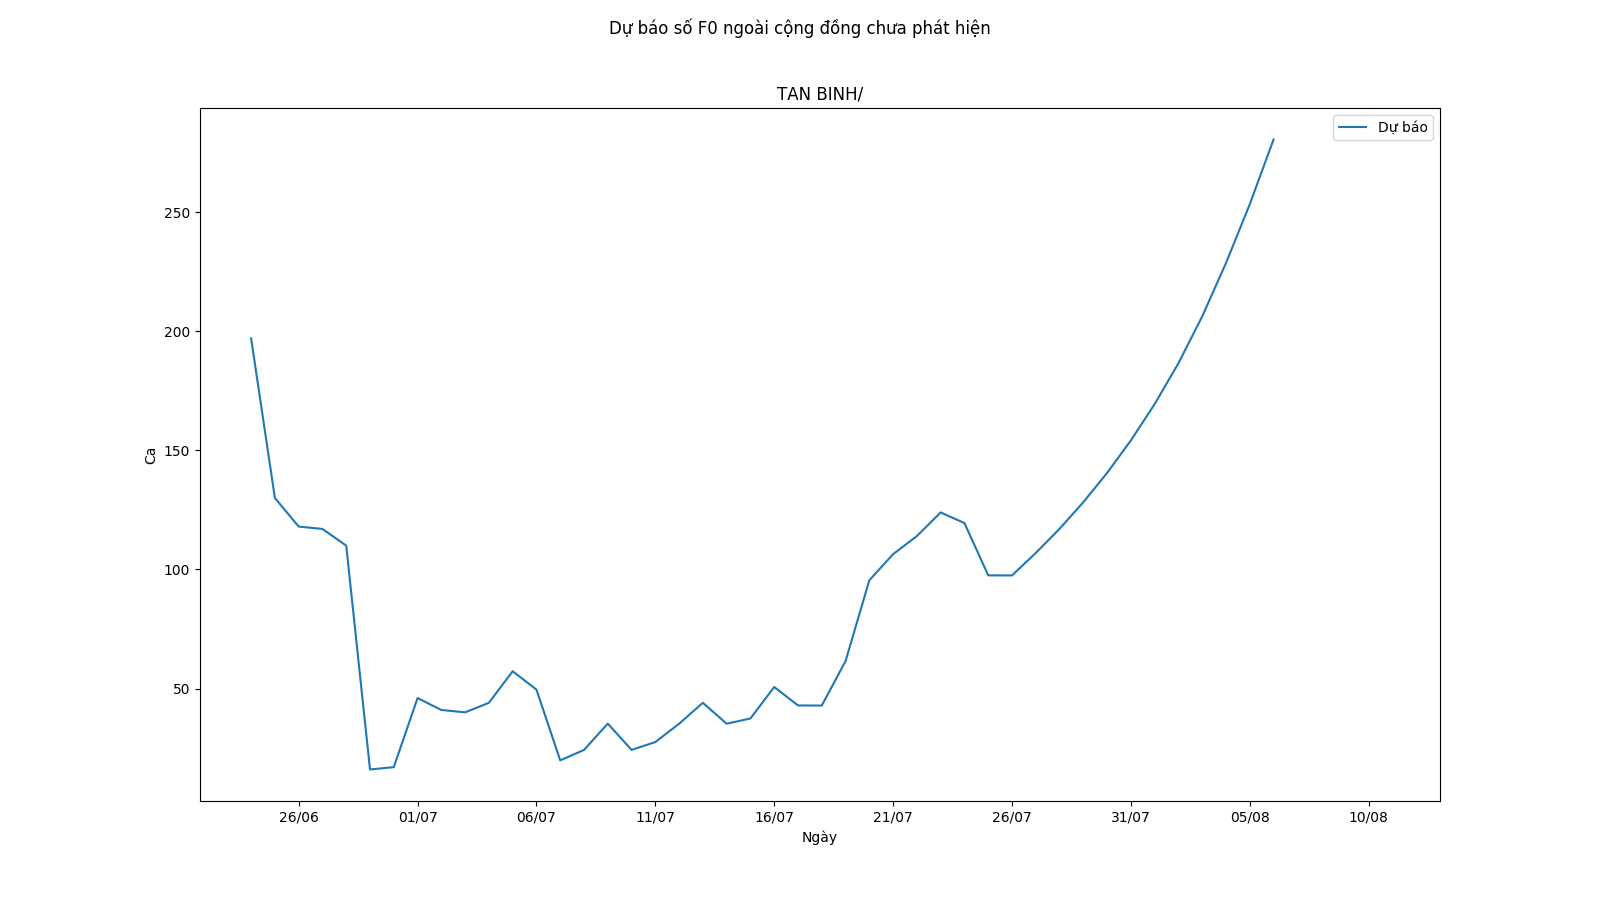 Dự báo số F0 ngoài cộng đồng chưa phát hiện
TAN BINH/
Dự báo
250
200
150
100
50
Ca
26/06 01/07 06/07 11/07 16/07 21/07 26/07 31/07 05/08 10/08
Ngày